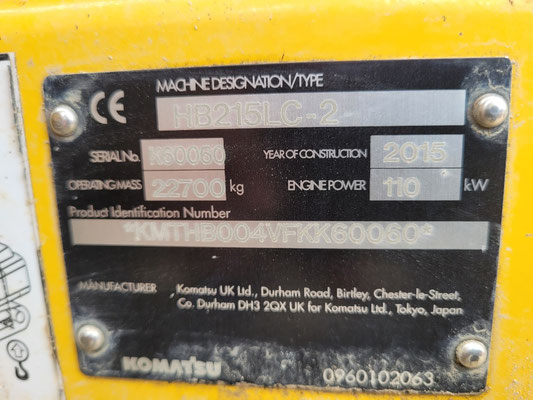 MACHINE DESIGNATION/TYPE
CE HB215LC-2
SERIAL No. K60060 YEAR OF CONSTRUCTION 2015
OPERATING MASS 22700 kg ENGINE POWER 110 kW
Product Identification Number
*KMTHB004VFKK60060*
MANUFACTURER Komatsu UK Ltd., Durham Road, Birtley, Chester-le-Street,
Co. Durham DH3 2QX UK for Komatsu Ltd., Tokyo, Japan
KOMATSU 0960102063